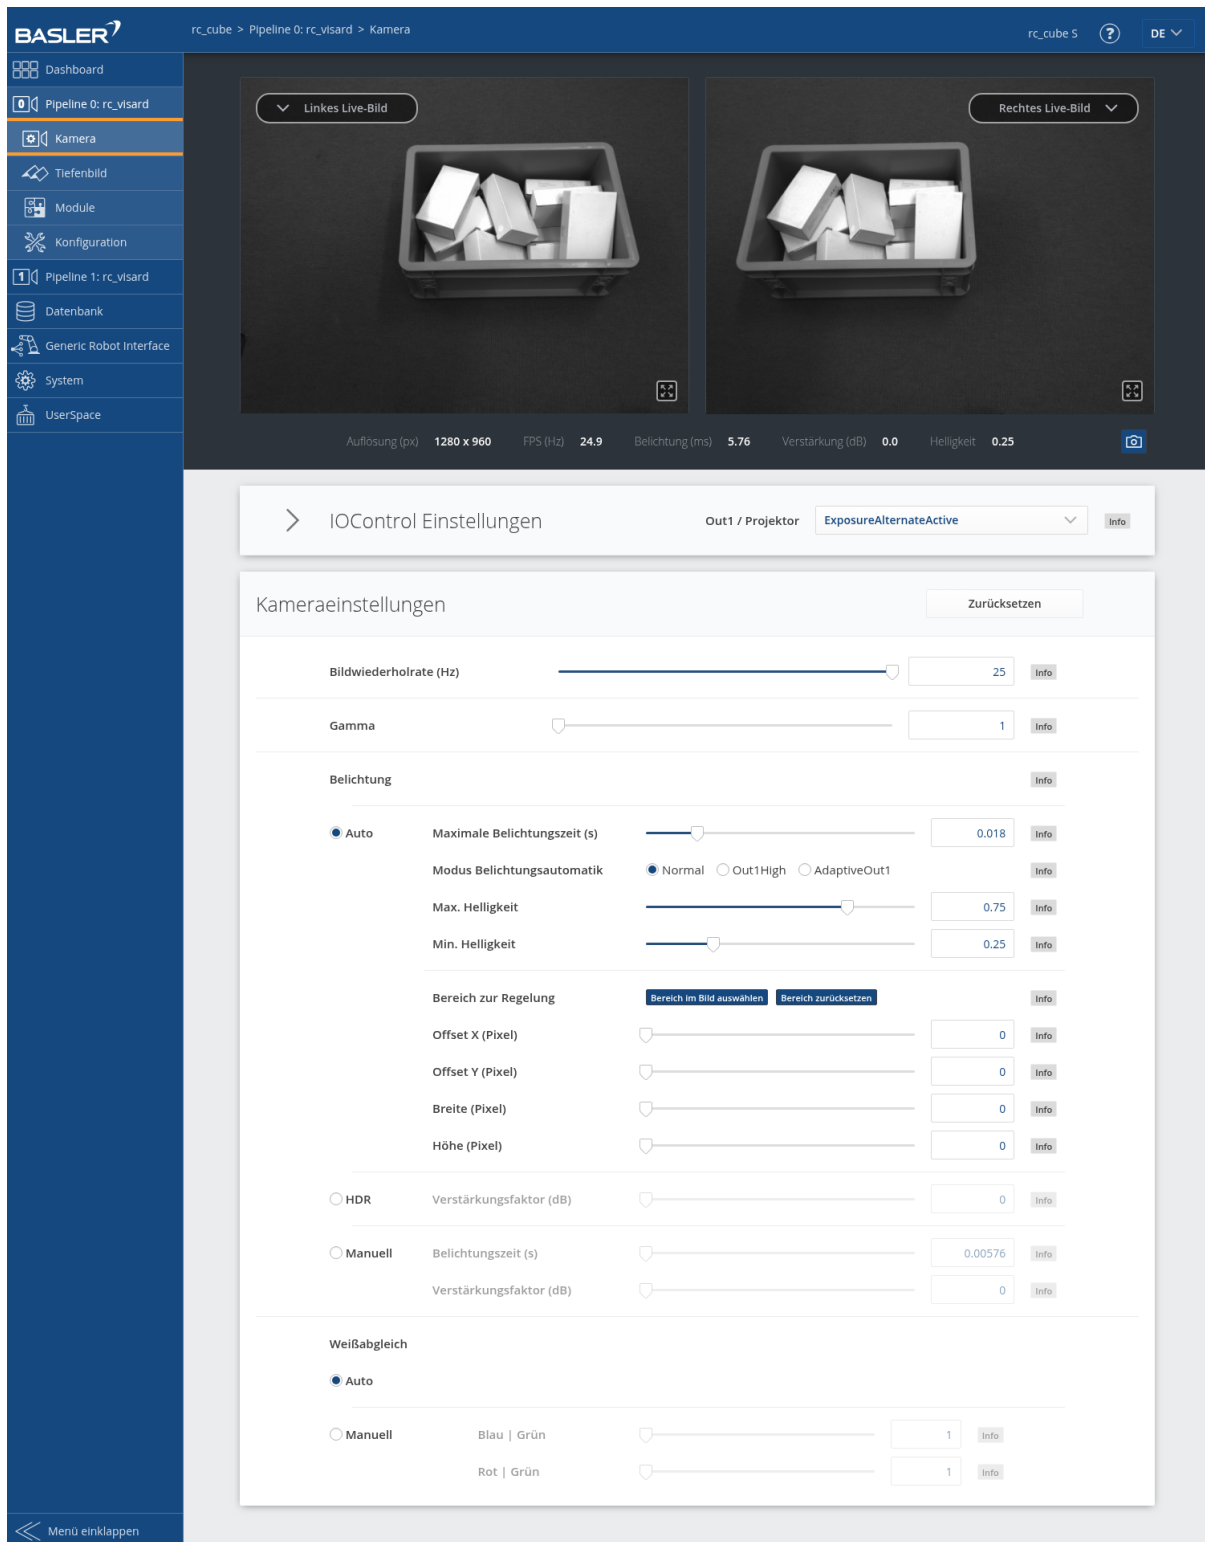 BASLER
rc_cube > Pipeline 0: rc_visard > Kamera
rc_cube S ? DE
Dashboard
0 Pipeline 0: rc_visard
Kamera
Tiefenbild
Module
Konfiguration
1 Pipeline 1: rc_visard
Datenbank
Generic Robot Interface
System
UserSpace
Menü einklappen
Linkes Live-Bild
Rechtes Live-Bild
Auflösung (px) 1280 x 960 FPS (Hz) 24.9 Belichtung (ms) 5.76 Verstärkung (dB) 0.0 Helligkeit 0.25
IOControl Einstellungen Out1 / Projektor ExposureAlternateActive Info
Kameraeinstellungen Zurücksetzen
Bildwiederholrate (Hz) 25 Info
Gamma 1 Info
Belichtung Info
Auto Maximale Belichtungszeit (s) 0.018 Info
Modus Belichtungsautomatik Normal Out1High AdaptiveOut1 Info
Max. Helligkeit 0.75 Info
Min. Helligkeit 0.25 Info
Bereich zur Regelung Bereich im Bild auswählen Bereich zurücksetzen Info
Offset X (Pixel) 0 Info
Offset Y (Pixel) 0 Info
Breite (Pixel) 0 Info
Höhe (Pixel) 0 Info
HDR Verstärkungsfaktor (dB) 0 Info
Manuell Belichtungszeit (s) 0.00576 Info
Verstärkungsfaktor (dB) 0 Info
Weißabgleich
Auto
Manuell Blau | Grün 1 Info
Rot | Grün 1 Info